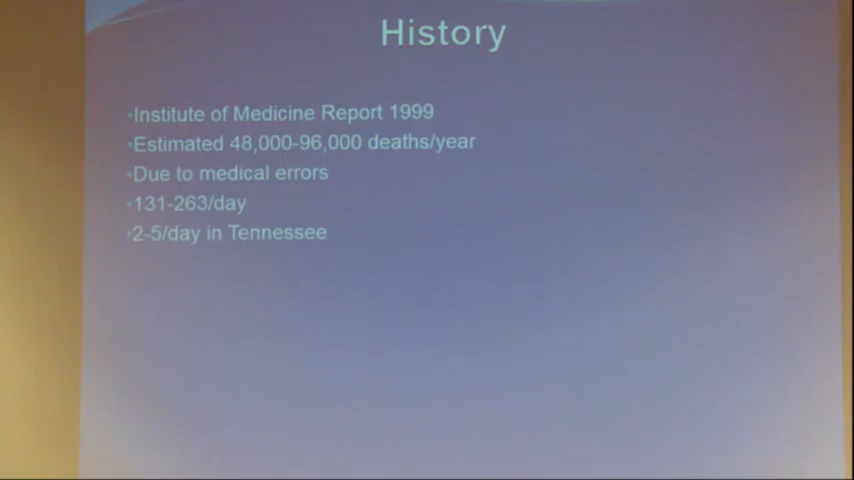 History
•Institute of Medicine Report 1999
•Estimated 48,000-96,000 deaths/year
•Due to medical errors
•131-263/day
•2-5/day in Tennessee